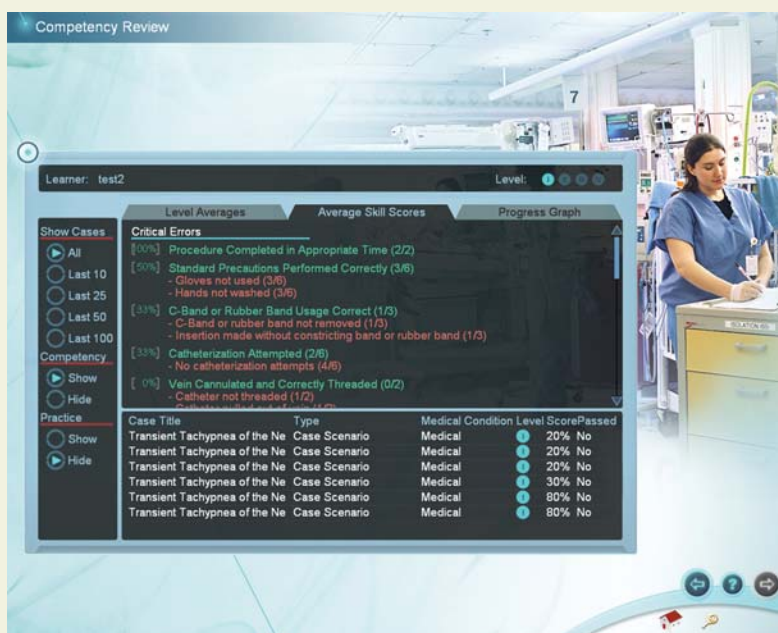 Competency Review
7
Learner: test2
Level:
Level Averages
Average Skill Scores
Progress Graph
Show Cases
All
Last 10
Last 25
Last 50
Last 100
Competency
Show
Hide
Practice
Show
Hide
Critical Errors
[100%] Procedure Completed in Appropriate Time (2/2)
[50%] Standard Precautions Performed Correctly (3/6)
- Gloves not used (3/6)
- Hands not washed (3/6)
[33%] C-Band or Rubber Band Usage Correct (1/3)
- C-Band or rubber band not removed (1/3)
- Insertion made without constricting band or rubber band (1/3)
[33%] Catheterization Attempted (2/6)
- No catheterization attempts (4/6)
[ 0%] Vein Cannulated and Correctly Threaded (0/2)
- Catheter not threaded (1/2)
Case Title Type Medical Condition Level Score Passed
Transient Tachypnea of the Ne Case Scenario Medical I 20% No
Transient Tachypnea of the Ne Case Scenario Medical I 20% No
Transient Tachypnea of the Ne Case Scenario Medical I 20% No
Transient Tachypnea of the Ne Case Scenario Medical I 30% No
Transient Tachypnea of the Ne Case Scenario Medical I 80% No
Transient Tachypnea of the Ne Case Scenario Medical I 80% No
?